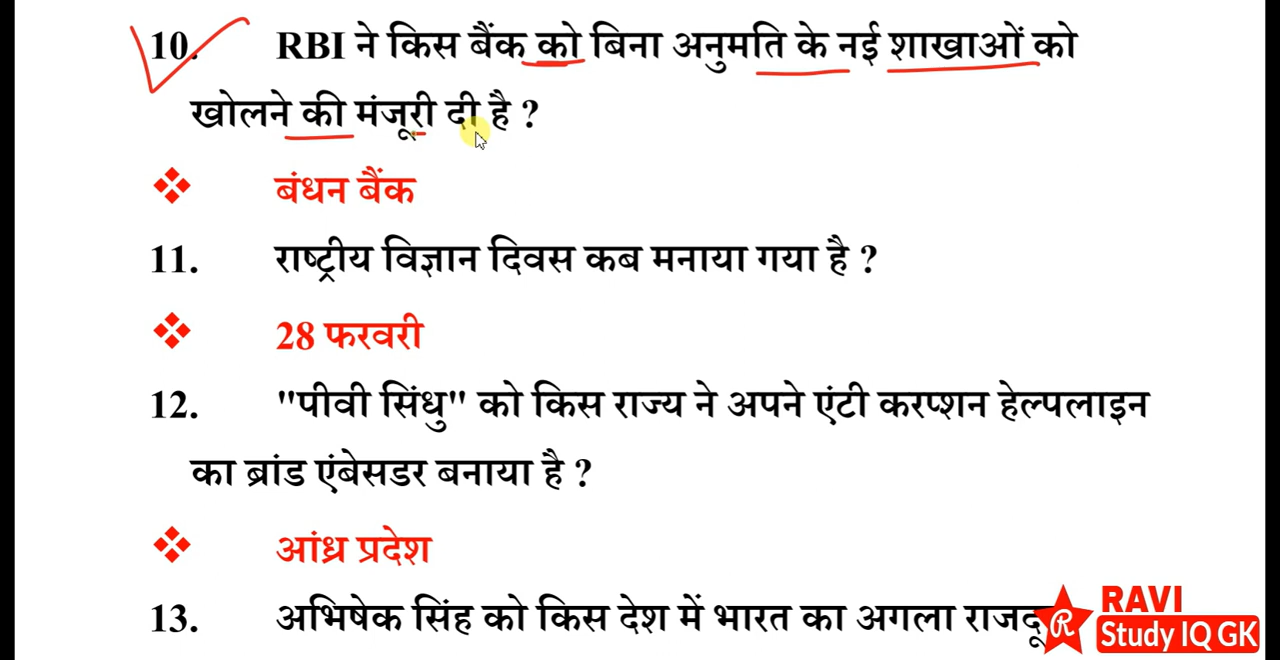 10. RBI ने किस बैंक को बिना अनुमति के नई शाखाओं को
खोलने की मंजूरी दी है ?
❖ बंधन बैंक
11. राष्ट्रीय विज्ञान दिवस कब मनाया गया है ?
❖ 28 फरवरी
12. "पीवी सिंधु" को किस राज्य ने अपने एंटी करप्शन हेल्पलाइन
का ब्रांड एंबेसडर बनाया है ?
❖ आंध्र प्रदेश
13. अभिषेक सिंह को किस देश में भारत का अगला
RAVI
R Study IQ GK